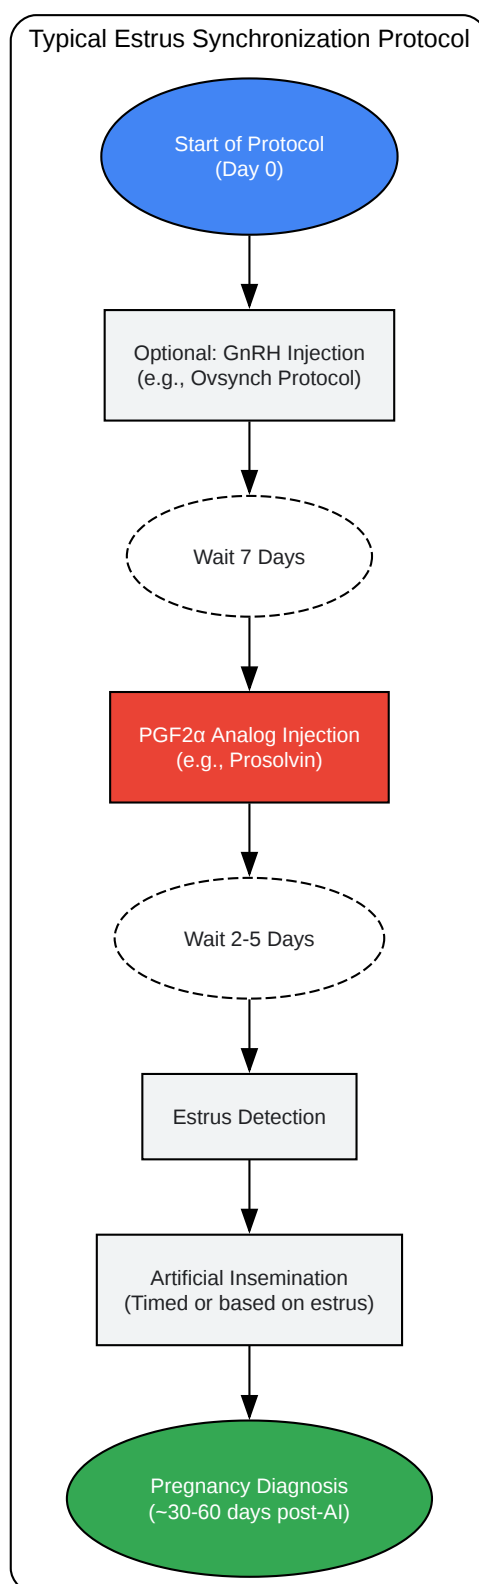 Typical Estrus Synchronization Protocol
Start of Protocol
(Day 0)
Optional: GnRH Injection
(e.g., Ovsynch Protocol)
Wait 7 Days
PGF2α Analog Injection
(e.g., Prosolvin)
Wait 2-5 Days
Estrus Detection
Artificial Insemination
(Timed or based on estrus)
Pregnancy Diagnosis
(~30-60 days post-AI)